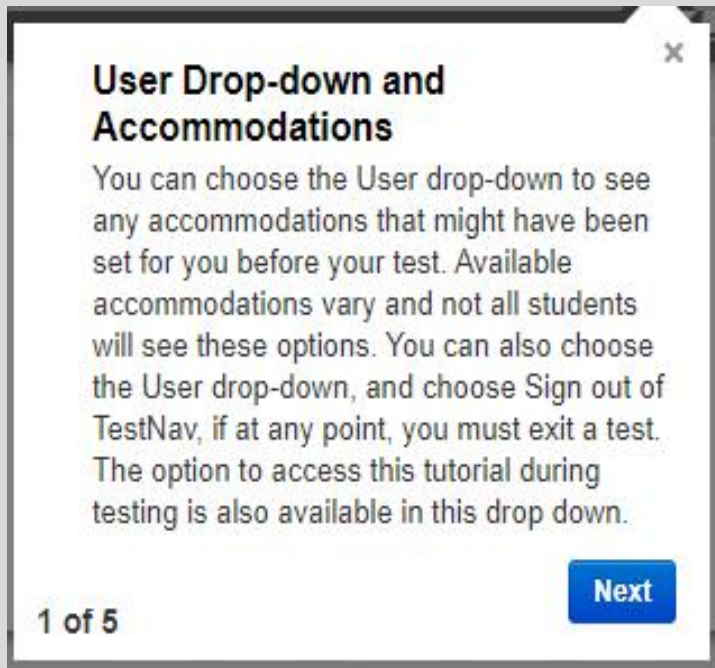 ×
User Drop-down and
Accommodations
You can choose the User drop-down to see
any accommodations that might have been
set for you before your test. Available
accommodations vary and not all students
will see these options. You can also choose
the User drop-down, and choose Sign out of
TestNav, if at any point, you must exit a test.
The option to access this tutorial during
testing is also available in this drop down.
Next
1 of 5